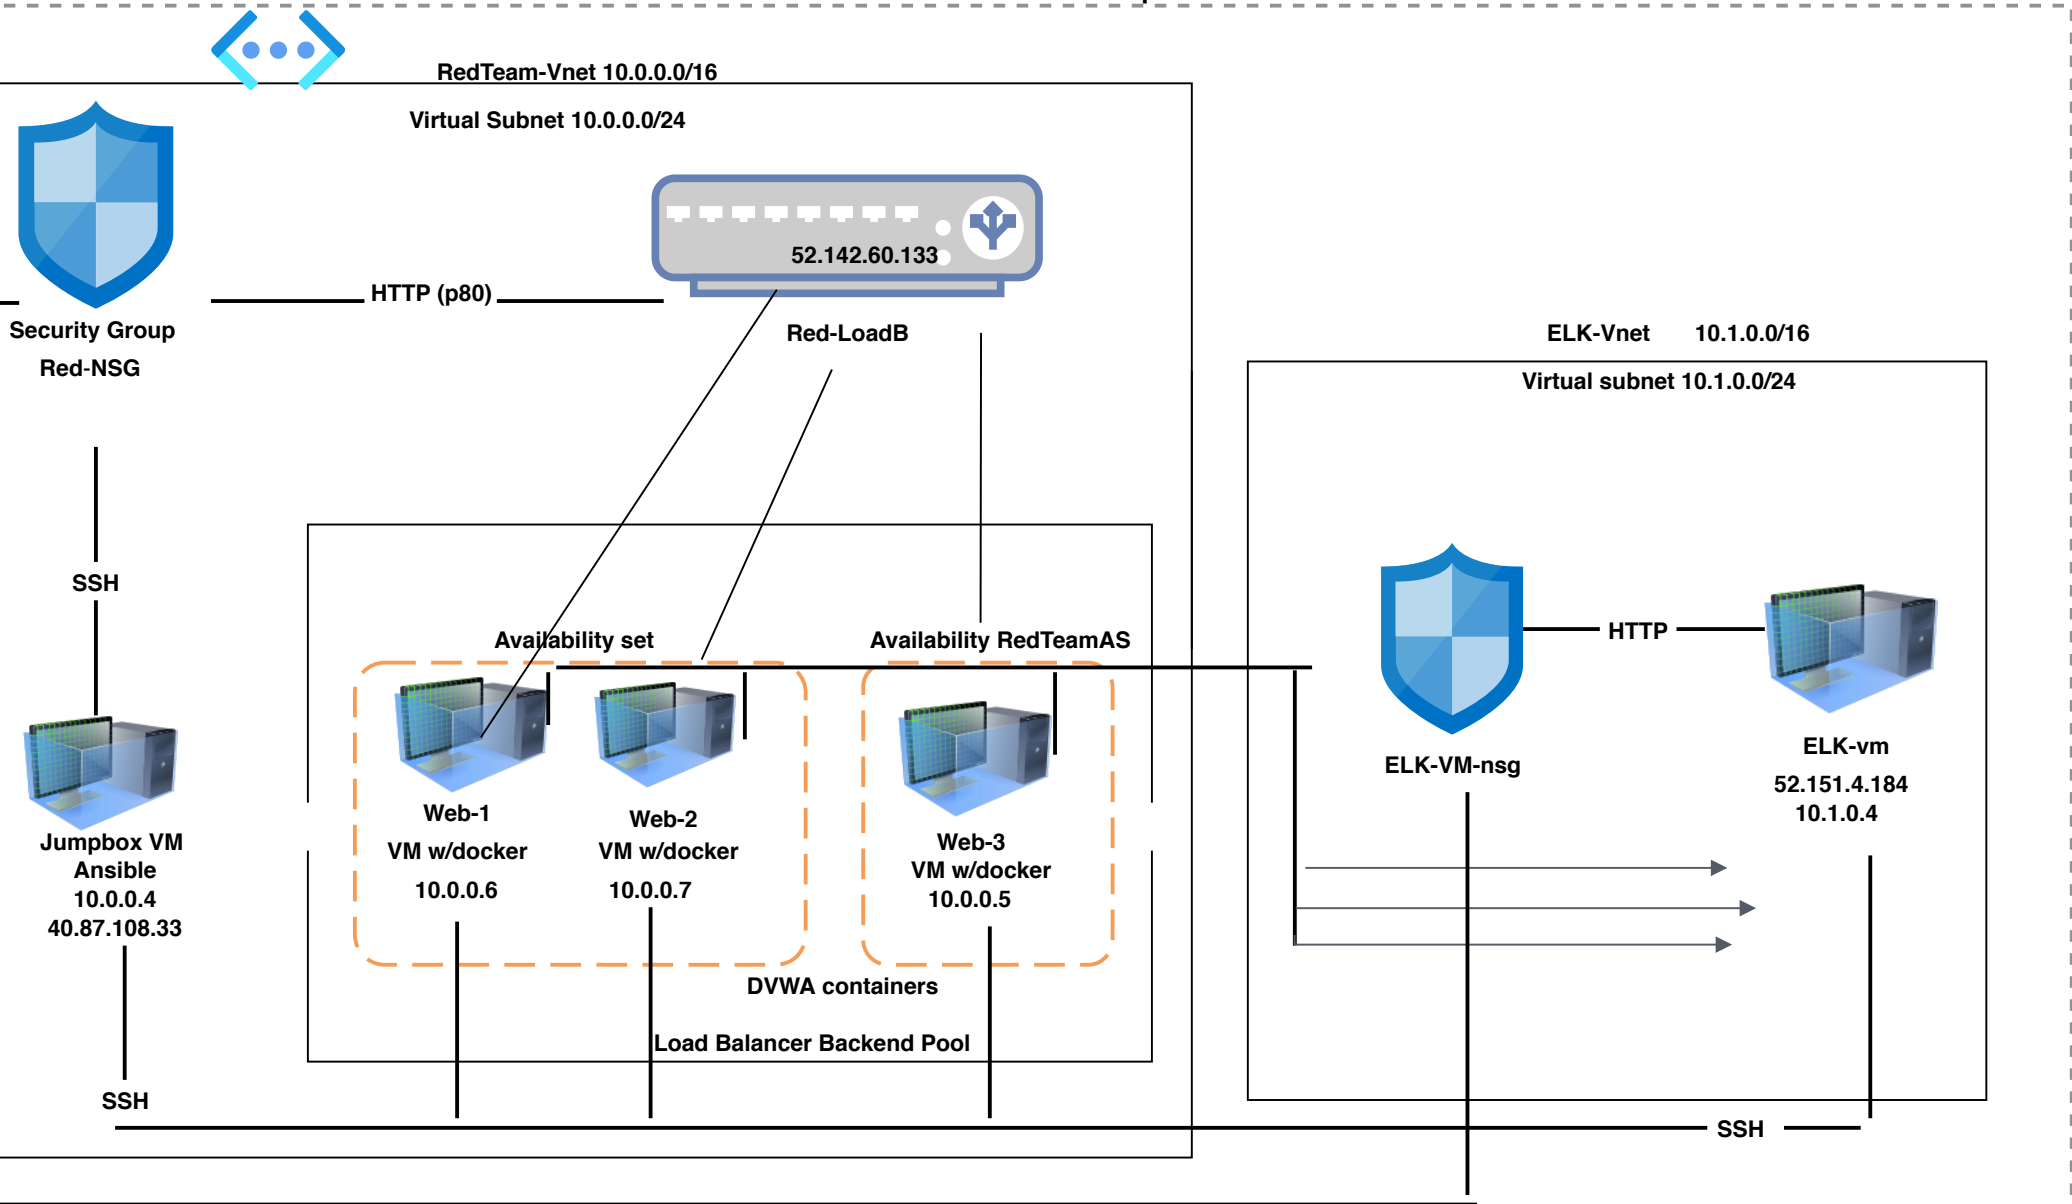 RedTeam-Vnet 10.0.0.0/16
Virtual Subnet 10.0.0.0/24
52.142.60.133
HTTP (p80)
Security Group
Red-NSG
Red-LoadB
ELK-Vnet 10.1.0.0/16
Virtual subnet 10.1.0.0/24
SSH
Availability set
Availability RedTeamAS
HTTP
Jumpbox VM
Ansible
10.0.0.4
40.87.108.33
Web-1
VM w/docker
10.0.0.6
Web-2
VM w/docker
10.0.0.7
Web-3
VM w/docker
10.0.0.5
ELK-VM-nsg
ELK-vm
52.151.4.184
10.1.0.4
DVWA containers
Load Balancer Backend Pool
SSH
SSH